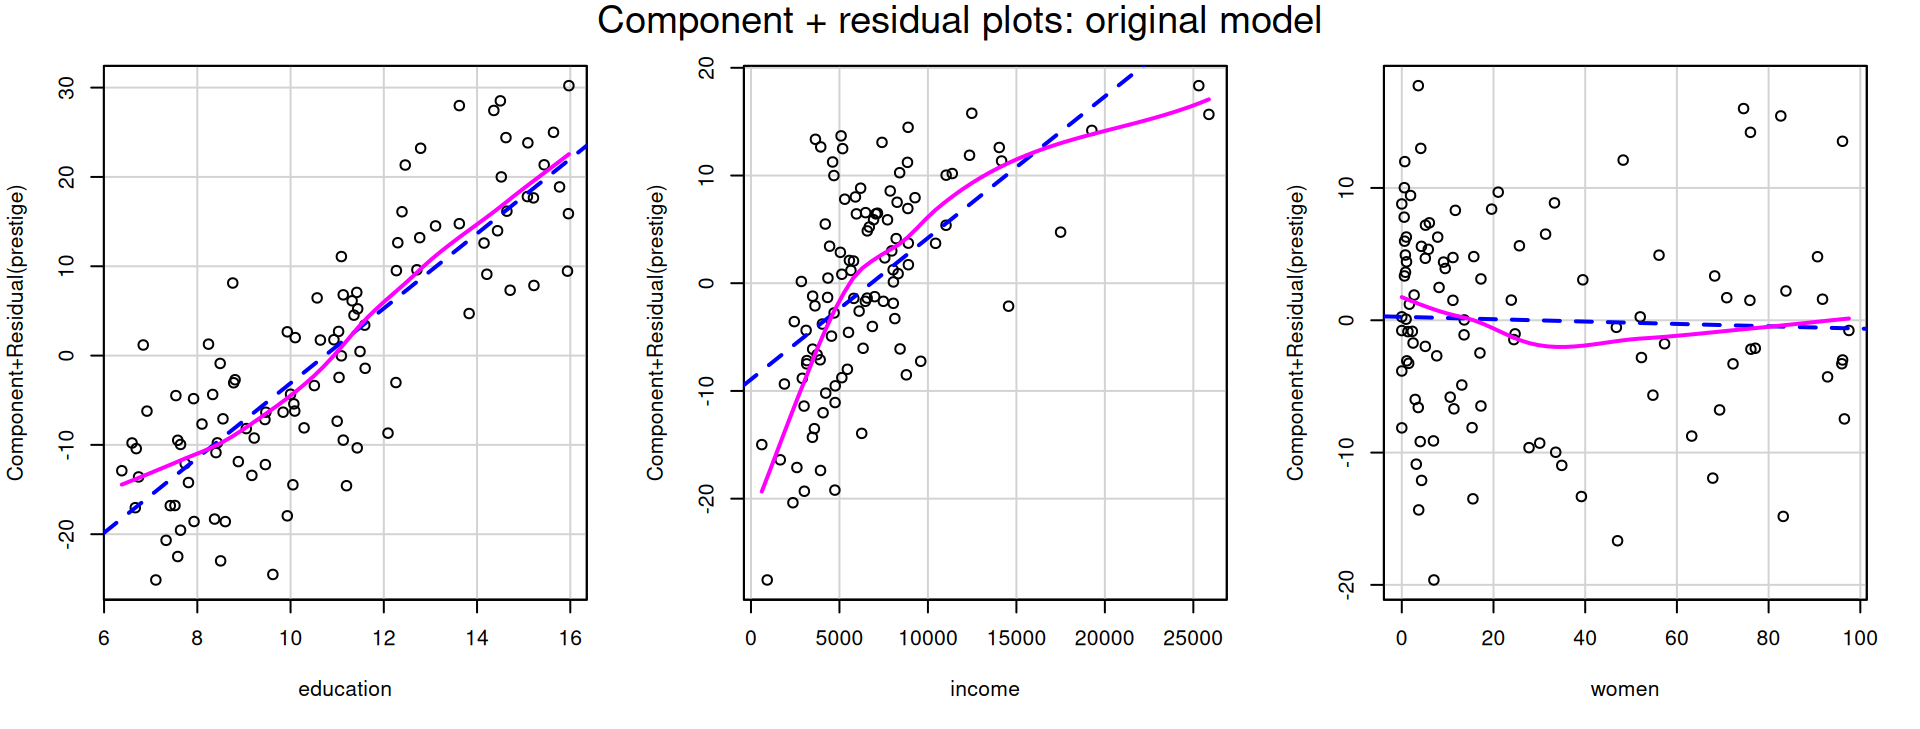 Component + residual plots: original model
Component+Residual(prestige)
30
20
10
0
-10
-20
6 8 10 12 14 16
education
Component+Residual(prestige)
20
10
0
-10
-20
0 5000 10000 15000 20000 25000
income
Component+Residual(prestige)
10
0
-10
-20
0 20 40 60 80 100
women